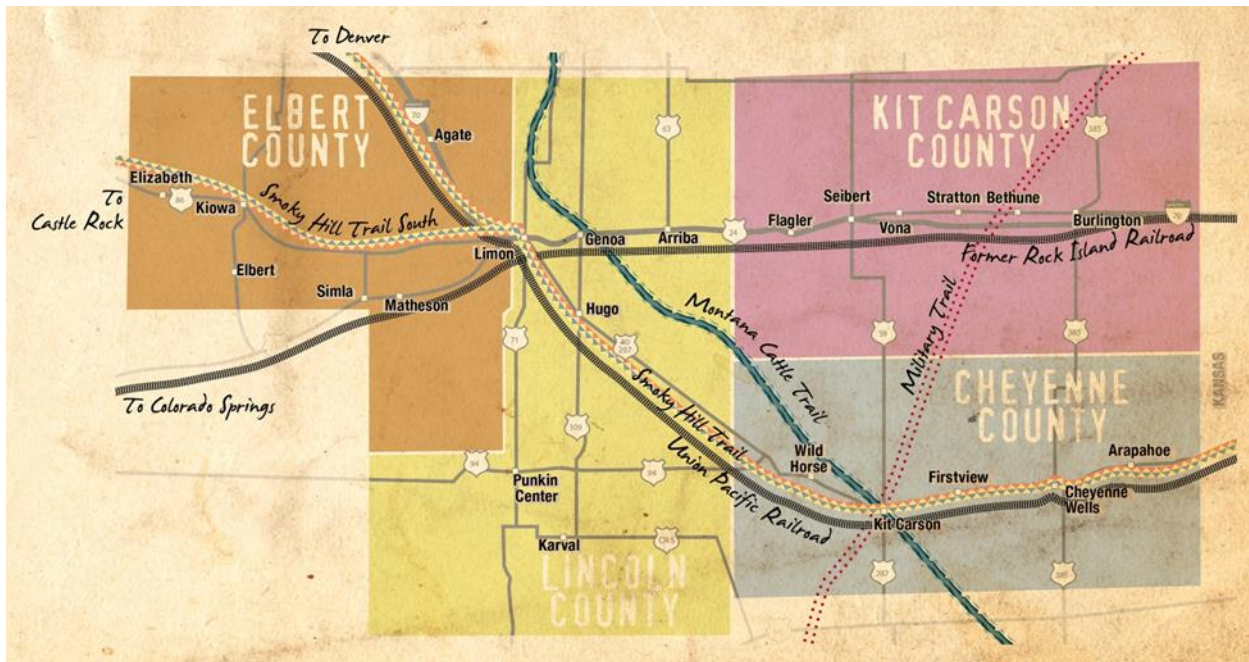 To Denver
ELBERT
COUNTY
70
Agate
63
KIT CARSON
COUNTY
385
Elizabeth
86
Kiowa
To
Castle Rock
Smoky Hill Trail South
Elbert
Simla
Matheson
Limon
Genoa
Arriba
24
Flagler
Seibert
Vona
Stratton
Bethune
Burlington
70
Former Rock Island Railroad
To Colorado Springs
Hugo
71
40
287
109
Montana Cattle Trail
Military Trail
385
KANSAS
Smoky Hill Trail
Union Pacific Railroad
CHEYENNE
COUNTY
94
Punkin
Center
94
Wild
Horse
Firstview
Arapahoe
Cheyenne
Wells
Kit Carson
Karval
LINCOLN
COUNTY
287
385